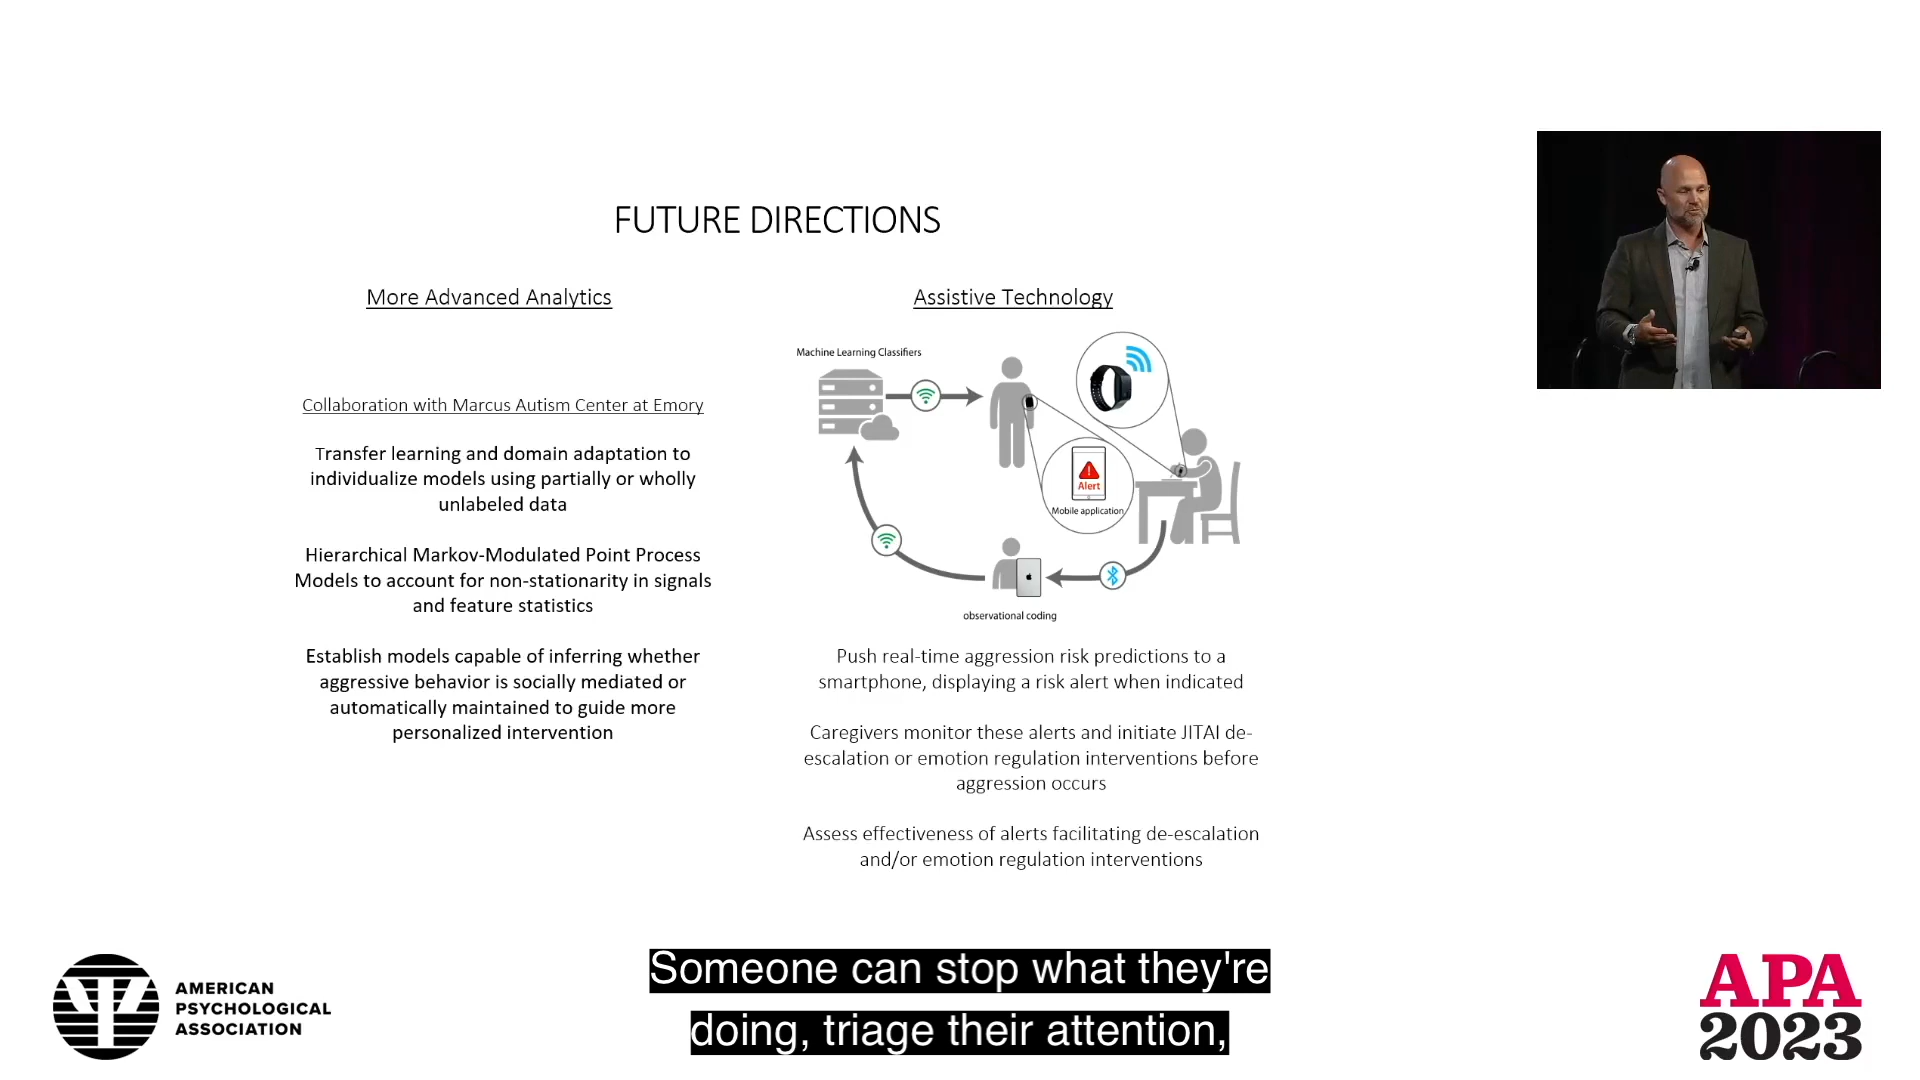 FUTURE DIRECTIONS
More Advanced Analytics
Collaboration with Marcus Autism Center at Emory
Transfer learning and domain adaptation to
individualize models using partially or wholly
unlabeled data
Hierarchical Markov-Modulated Point Process
Models to account for non-stationarity in signals
and feature statistics
Establish models capable of inferring whether
aggressive behavior is socially mediated or
automatically maintained to guide more
personalized intervention
Assistive Technology
Machine Learning Classifiers
Alert
Mobile application
observational coding
Push real-time aggression risk predictions to a
smartphone, displaying a risk alert when indicated
Caregivers monitor these alerts and initiate JITAI de-
escalation or emotion regulation interventions before
aggression occurs
Assess effectiveness of alerts facilitating de-escalation
and/or emotion regulation interventions
Someone can stop what they're
doing, triage their attention,
AMERICAN
PSYCHOLOGICAL
ASSOCIATION
APA
2023